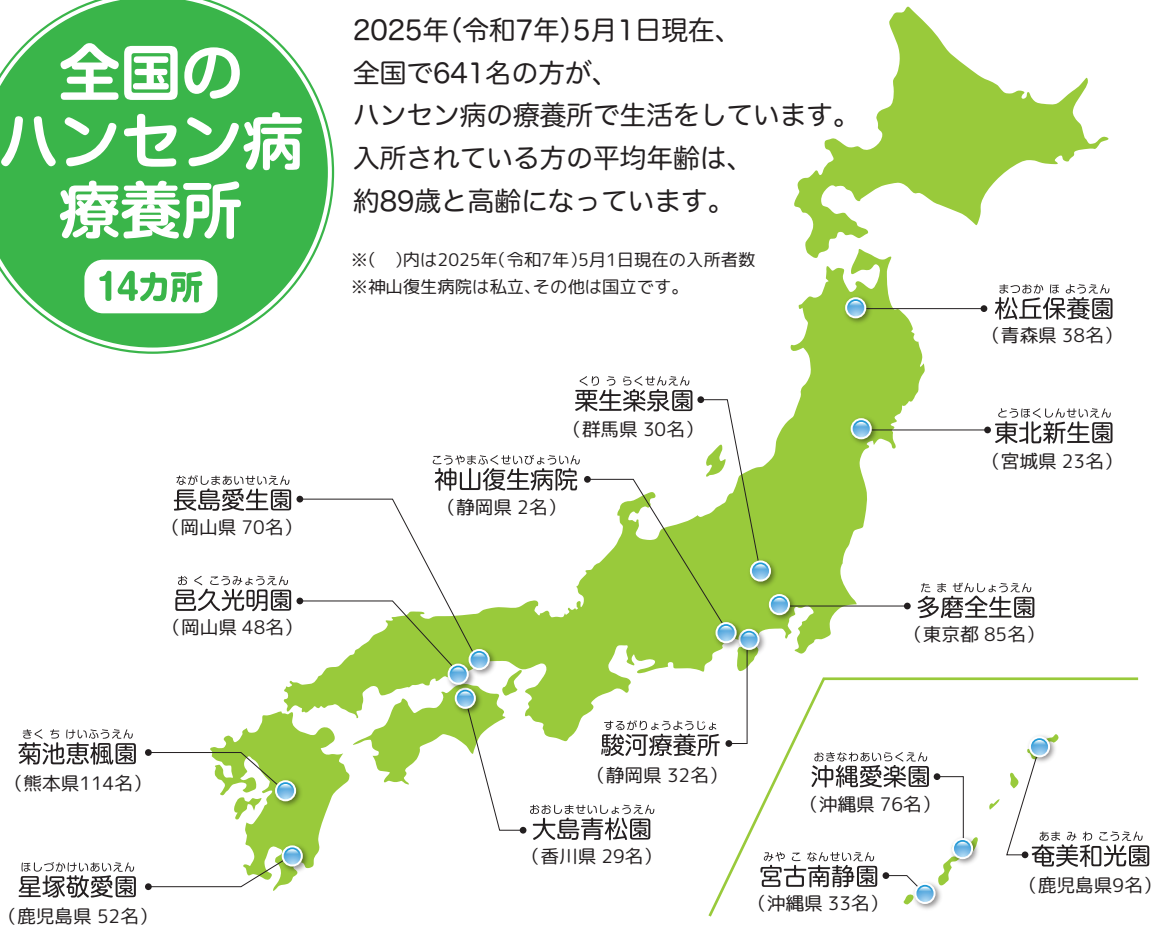 全国の
ハンセン病
療養所
14カ所
2025年(令和7年)5月1日現在、
全国で641名の方が、
ハンセン病の療養所で生活をしています。
入所されている方の平均年齢は、
約89歳と高齢になっています。
※(　)内は2025年(令和7年)5月1日現在の入所者数
※神山復生病院は私立、その他は国立です。
まつおか ほ ようえん
松丘保養園
(青森県 38名)
とうほくしんせいえん
東北新生園
(宮城県 23名)
くり う らくせんえん
栗生楽泉園
(群馬県 30名)
こうやまふくせいびょういん
神山復生病院
(静岡県 2名)
ながしまあいせいえん
長島愛生園
(岡山県 70名)
お く こうみょうえん
邑久光明園
(岡山県 48名)
た ま ぜんしょうえん
多磨全生園
(東京都 85名)
するがりょうようじょ
駿河療養所
(静岡県 32名)
おおしませいしょうえん
大島青松園
(香川県 29名)
きく ち けいふうえん
菊池恵楓園
(熊本県114名)
ほしづかけいあいえん
星塚敬愛園
(鹿児島県 52名)
おきなわあいらくえん
沖縄愛楽園
(沖縄県 76名)
みや こ なんせいえん
宮古南静園
(沖縄県 33名)
あま み わ こうえん
奄美和光園
(鹿児島県9名)